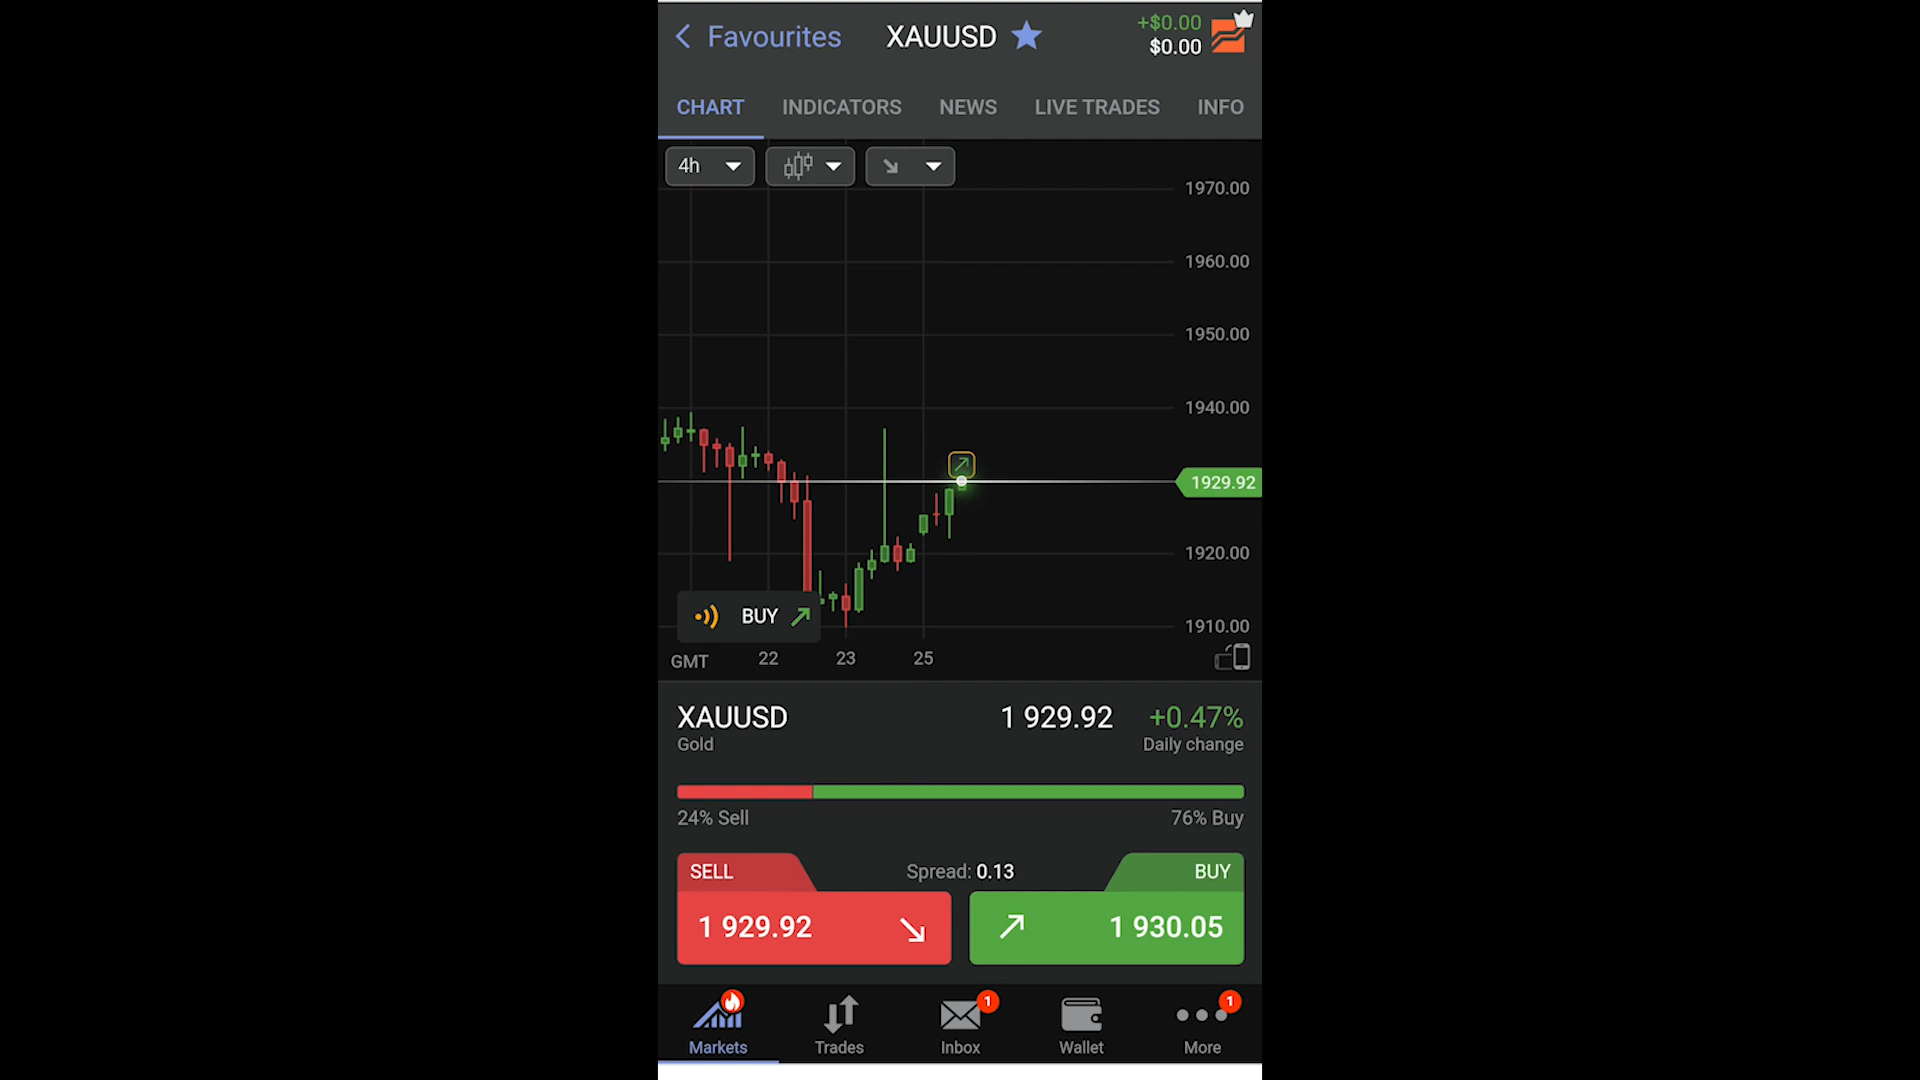 Favourites XAUUSD +$0.00
$0.00
CHART INDICATORS NEWS LIVE TRADES INFO
4h
1970.00
1960.00
1950.00
1940.00
1929.92
1920.00
BUY
1910.00
GMT 22 23 25
XAUUSD 1 929.92 +0.47%
Gold Daily change
24% Sell 76% Buy
SELL Spread: 0.13 BUY
1 929.92 1 930.05
1 1
Markets Trades Inbox Wallet More